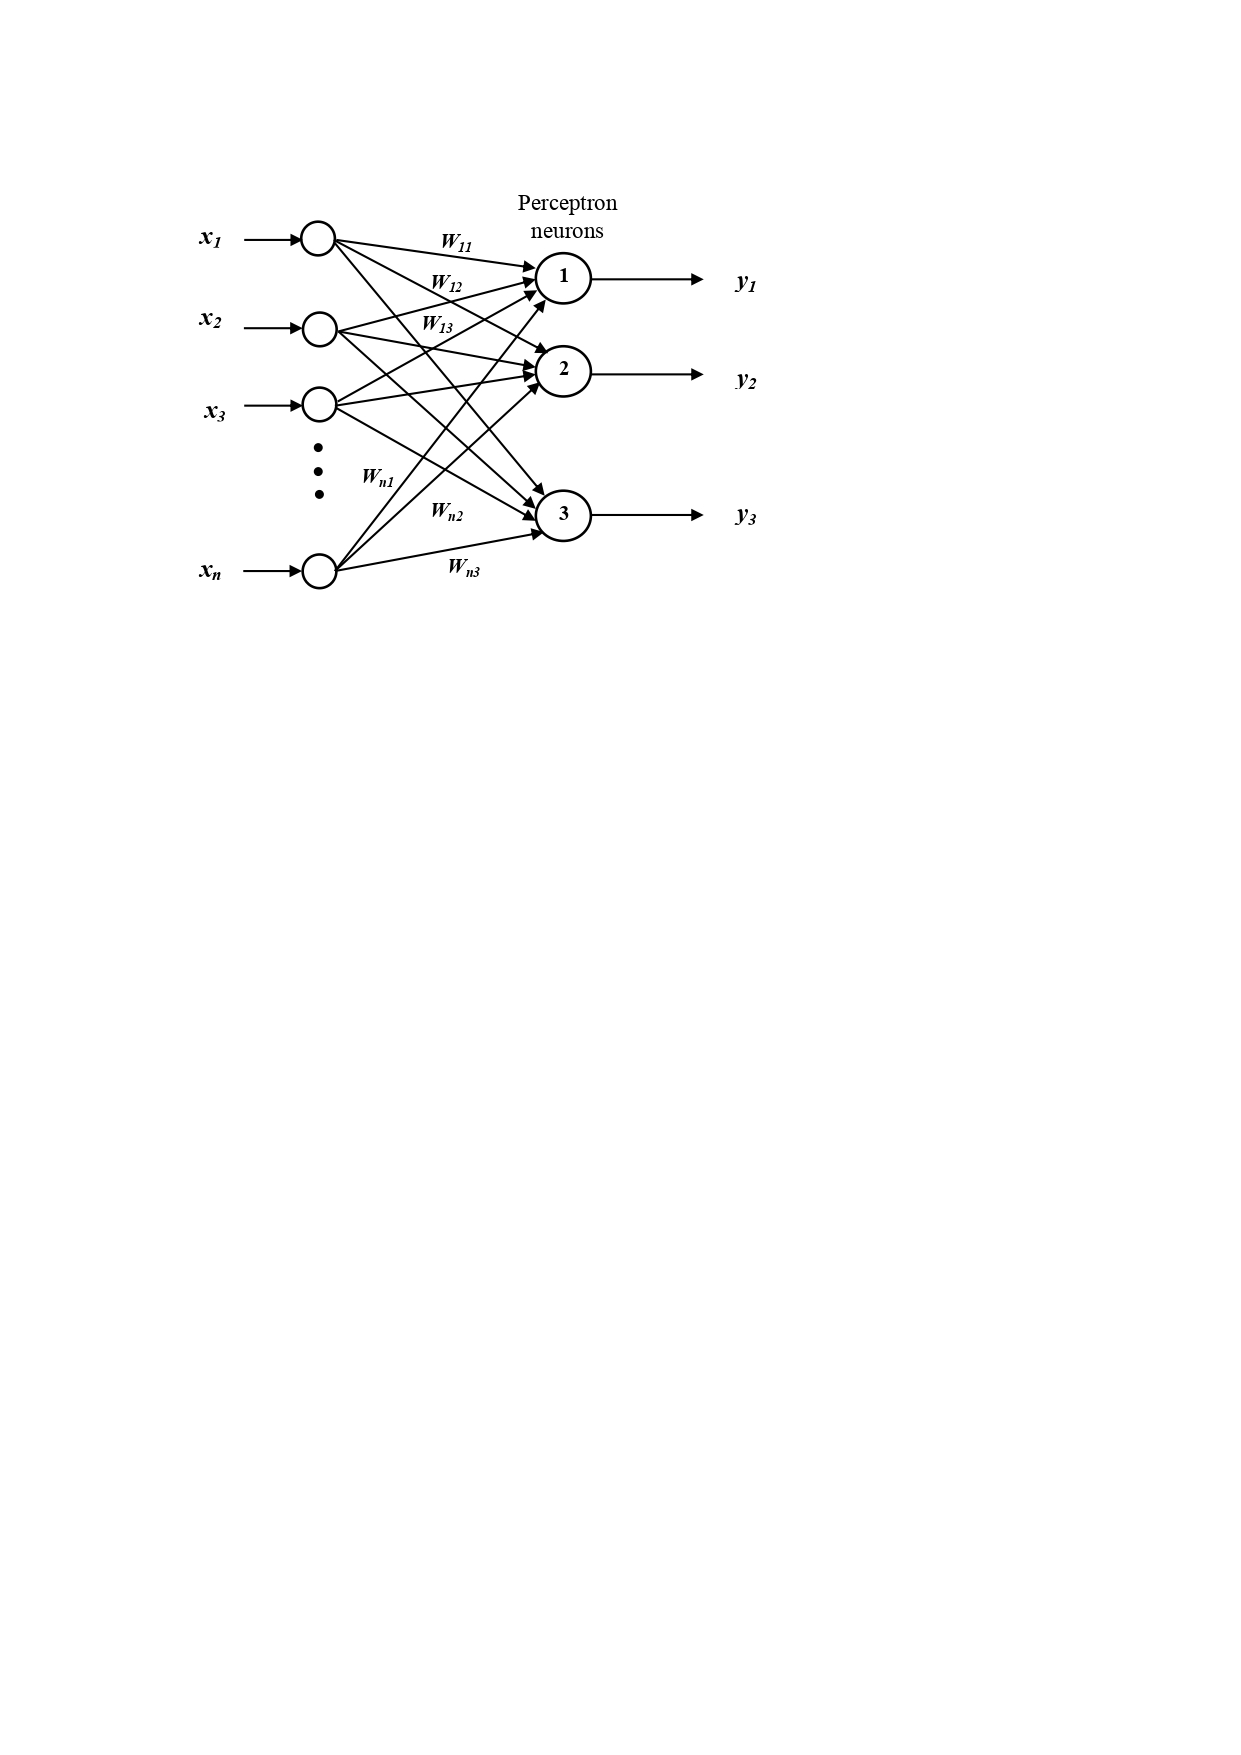 Perceptron
neurons
x1
W11
1
y1
W12
x2
W13
2
y2
x3
Wn1
Wn2
3
y3
xn
Wn3